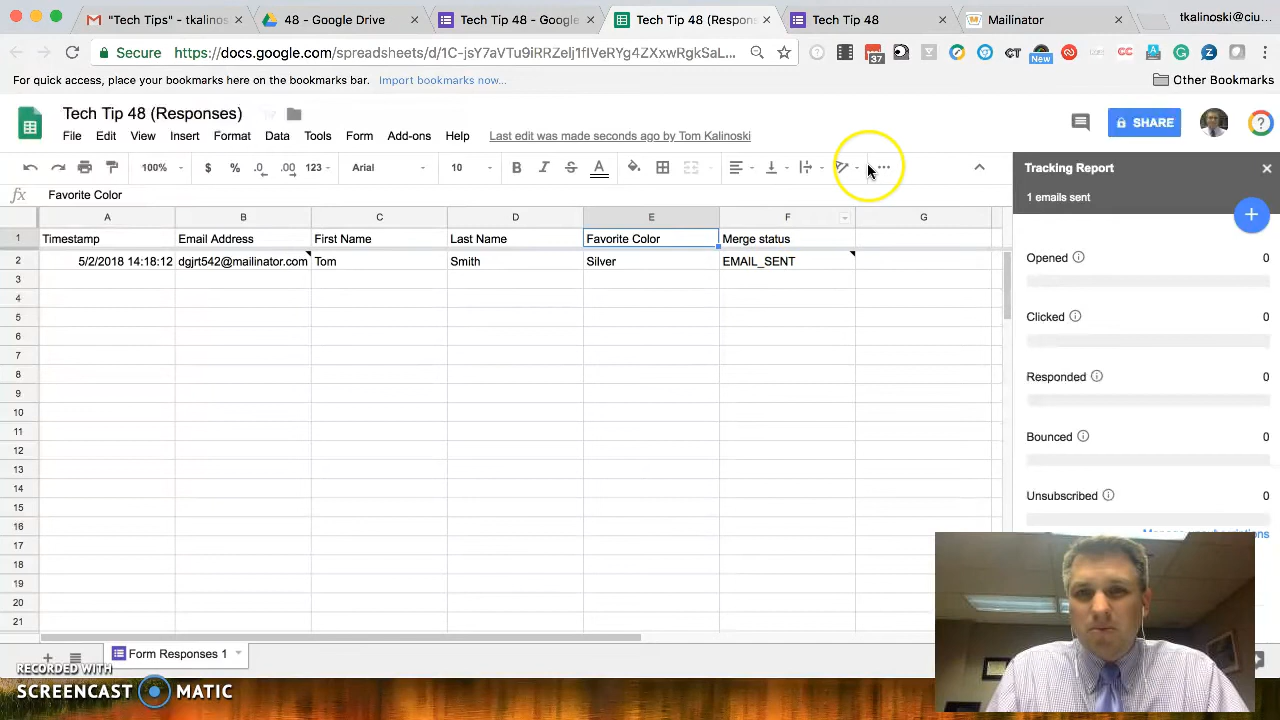 "Tech Tips" - tkalinos
48 - Google Drive
Tech Tip 48 - Google
Tech Tip 48 (Respons
Tech Tip 48
Mailinator
tkalinoski@ciu...
Secure
https://docs.google.com/spreadsheets/d/1C-jsY7aVTu9iRRZelj1fIVeRYg4ZXxwRgkSaL...
37
CT
New
CC
For quick access, place your bookmarks here on the bookmarks bar.
Import bookmarks now...
Other Bookmarks
Tech Tip 48 (Responses)
SHARE
File Edit View Insert Format Data Tools Form Add-ons Help
Last edit was made seconds ago by Tom Kalinoski
100% $ % .0 .00 123 Arial 10 B I S A
Tracking Report
1 emails sent
fx Favorite Color
A B C D E F G
1 Timestamp Email Address First Name Last Name Favorite Color Merge status
2 5/2/2018 14:18:12 dgjrt542@mailinator.com Tom Smith Silver EMAIL_SENT
3
4
5
6
7
8
9
10
11
12
13
14
15
16
17
18
19
20
21
Opened 0
Clicked 0
Responded 0
Bounced 0
Unsubscribed 0
Form Responses 1
RECORDED WITH
SCREENCAST MATIC